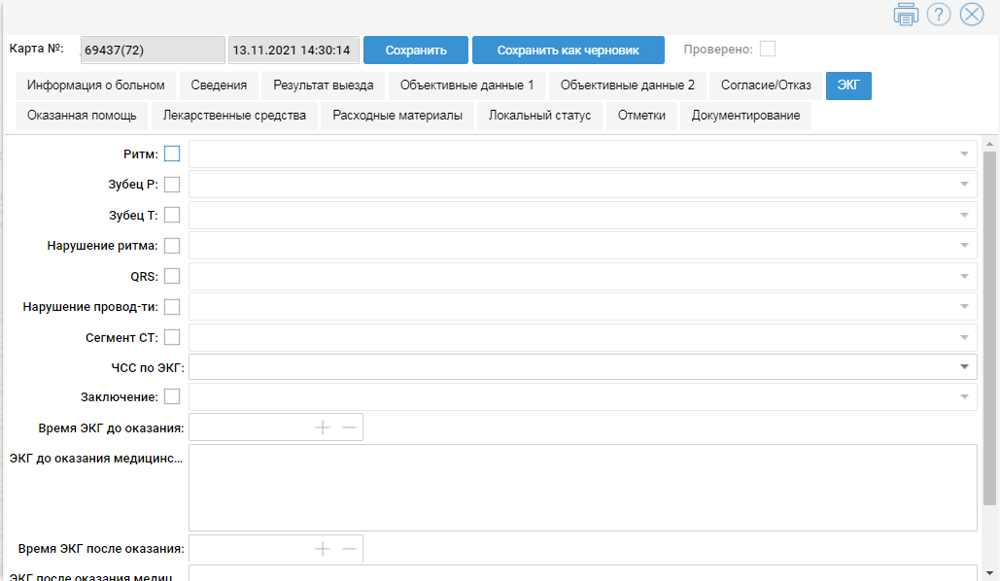 Карта №: 69437(72) 13.11.2021 14:30:14 Сохранить Сохранить как черновик Проверено:
Информация о больном Сведения Результат выезда Объективные данные 1 Объективные данные 2 Согласие/Отказ ЭКГ
Оказанная помощь Лекарственные средства Расходные материалы Локальный статус Отметки Документирование
Ритм:
Зубец P:
Зубец T:
Нарушение ритма:
QRS:
Нарушение провод-ти:
Сегмент СТ:
ЧСС по ЭКГ:
Заключение:
Время ЭКГ до оказания:
ЭКГ до оказания медицинс...
Время ЭКГ после оказания:
ЭКГ после оказания медиц...